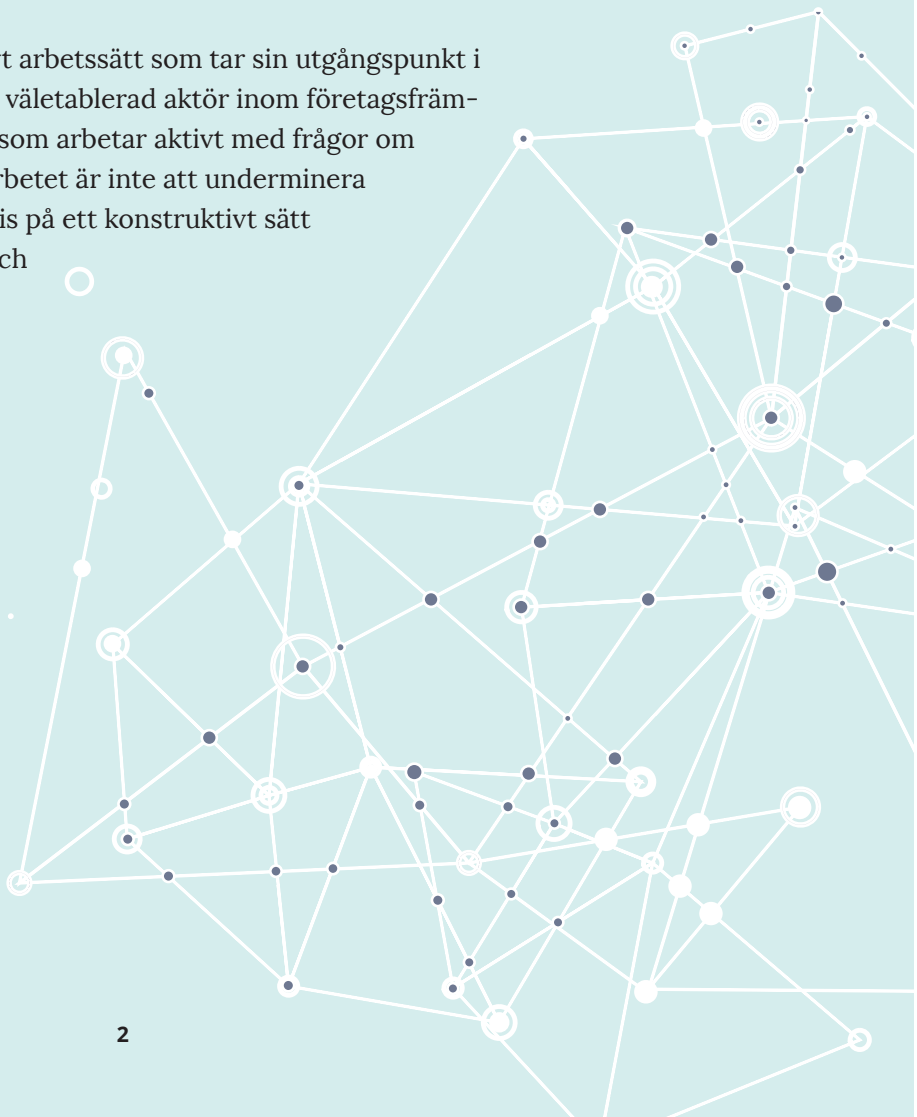 t arbetssätt som tar sin utgångspunkt i
väletablerad aktör inom företagsfräm-
som arbetar aktivt med frågor om
rbetet är inte att underminera
is på ett konstruktivt sätt
ch
2